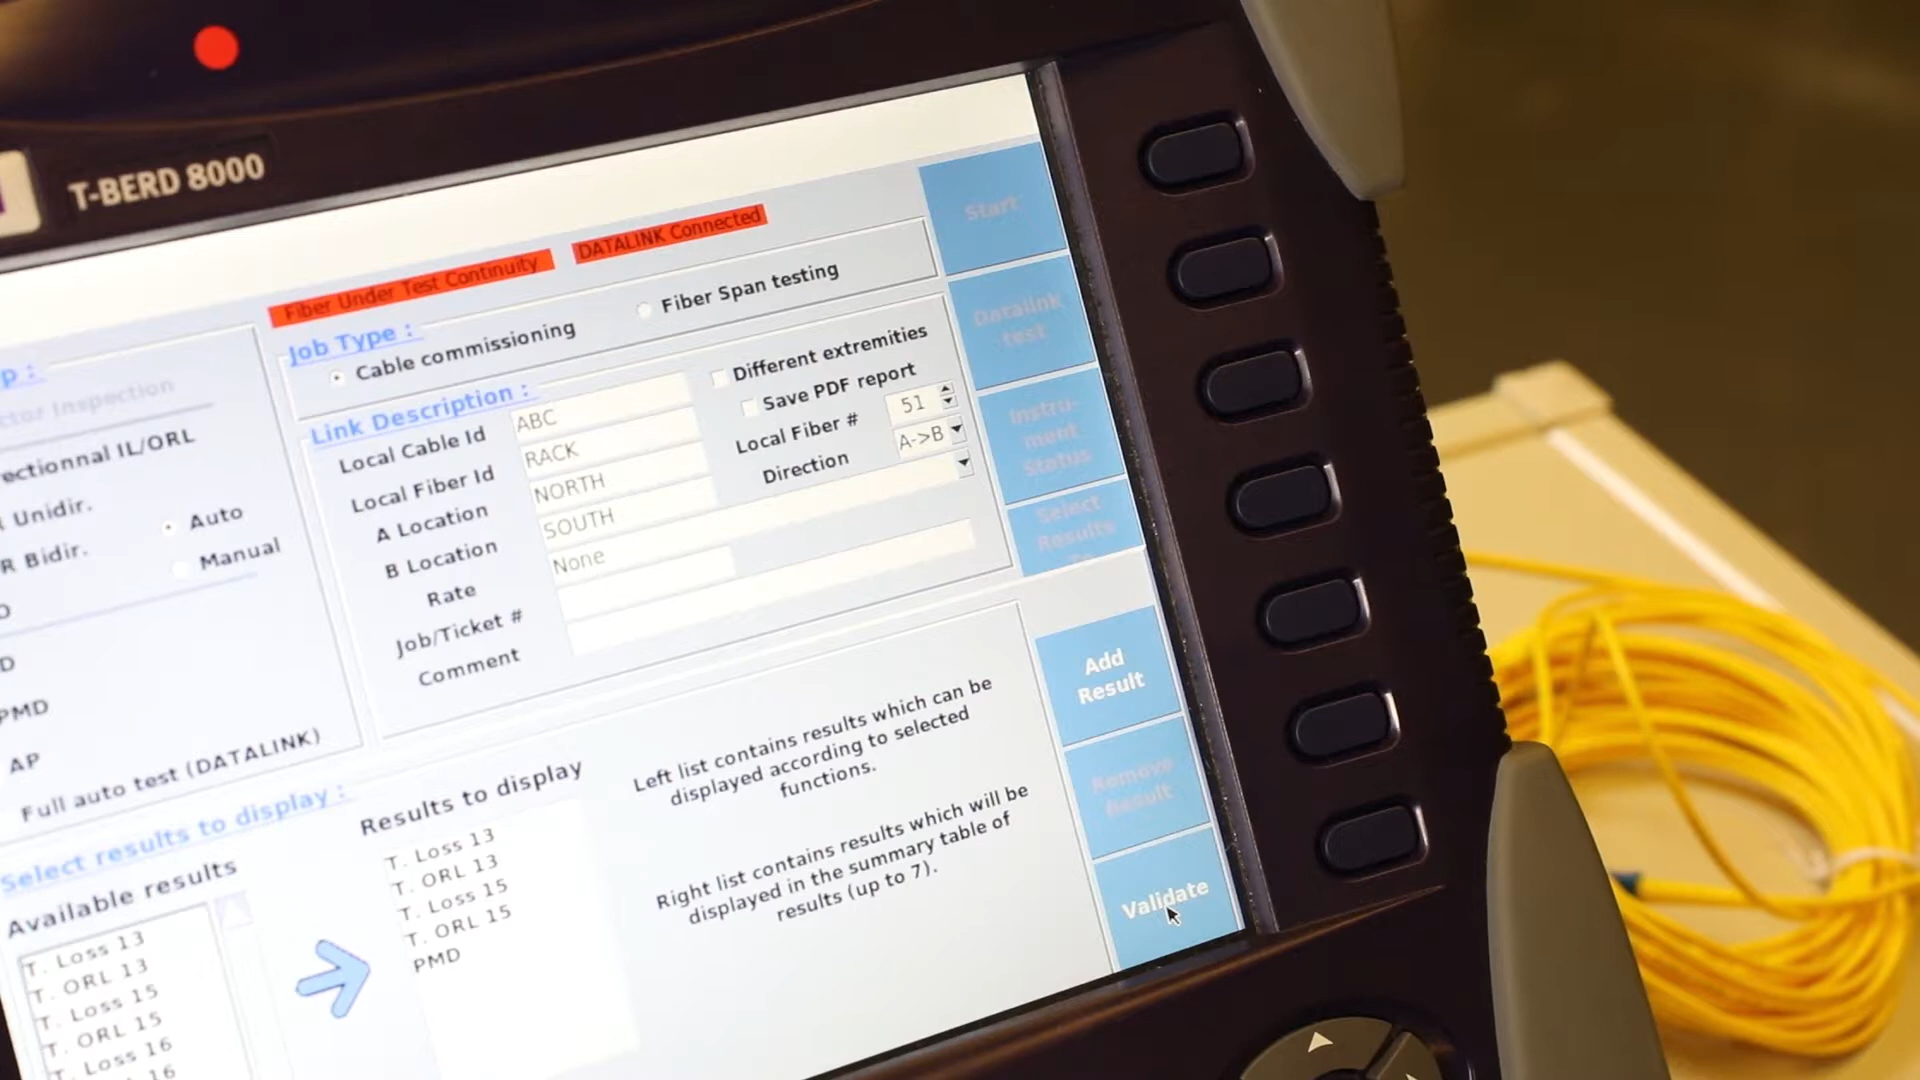 T-BERD 8000
Fiber Under Test Continuity
DATALINK Connected
Job Type :
Cable commissioning
Fiber Span testing
Link Description :
Local Cable Id
ABC
Local Fiber Id
RACK
A Location
NORTH
B Location
SOUTH
Rate
None
Job/Ticket #
Comment
Different extremities
Save PDF report
Local Fiber #
51
Direction
A->B
p :
ctor Inspection
ectionnal IL/ORL
Unidir.
R Bidir.
Auto
Manual
D
PMD
AP
Full auto test (DATALINK)
Select results to display :
Available results
T. Loss 13
T. ORL 13
T. Loss 15
T. ORL 15
T. Loss 16
16
Results to display
T. Loss 13
T. ORL 13
T. Loss 15
T. ORL 15
PMD
Left list contains results which can be
displayed according to selected
functions.
Right list contains results which will be
displayed in the summary table of
results (up to 7).
Start
Datalink
test
Instru-
ment
Status
Select
Results
Add
Result
Remove
Result
Validate